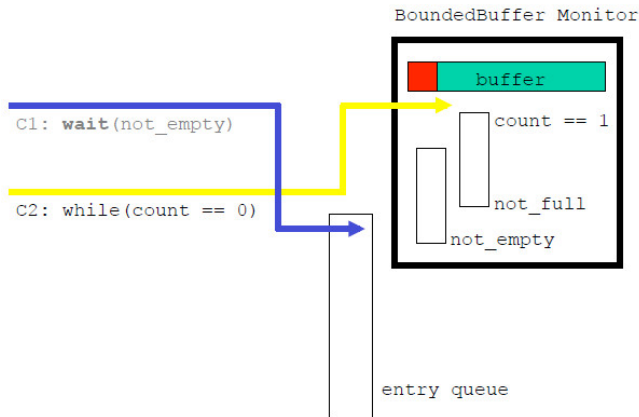 BoundedBuffer Monitor
buffer
C1: wait(not_empty)
count == 1
C2: while(count == 0)
not_full
not_empty
entry queue